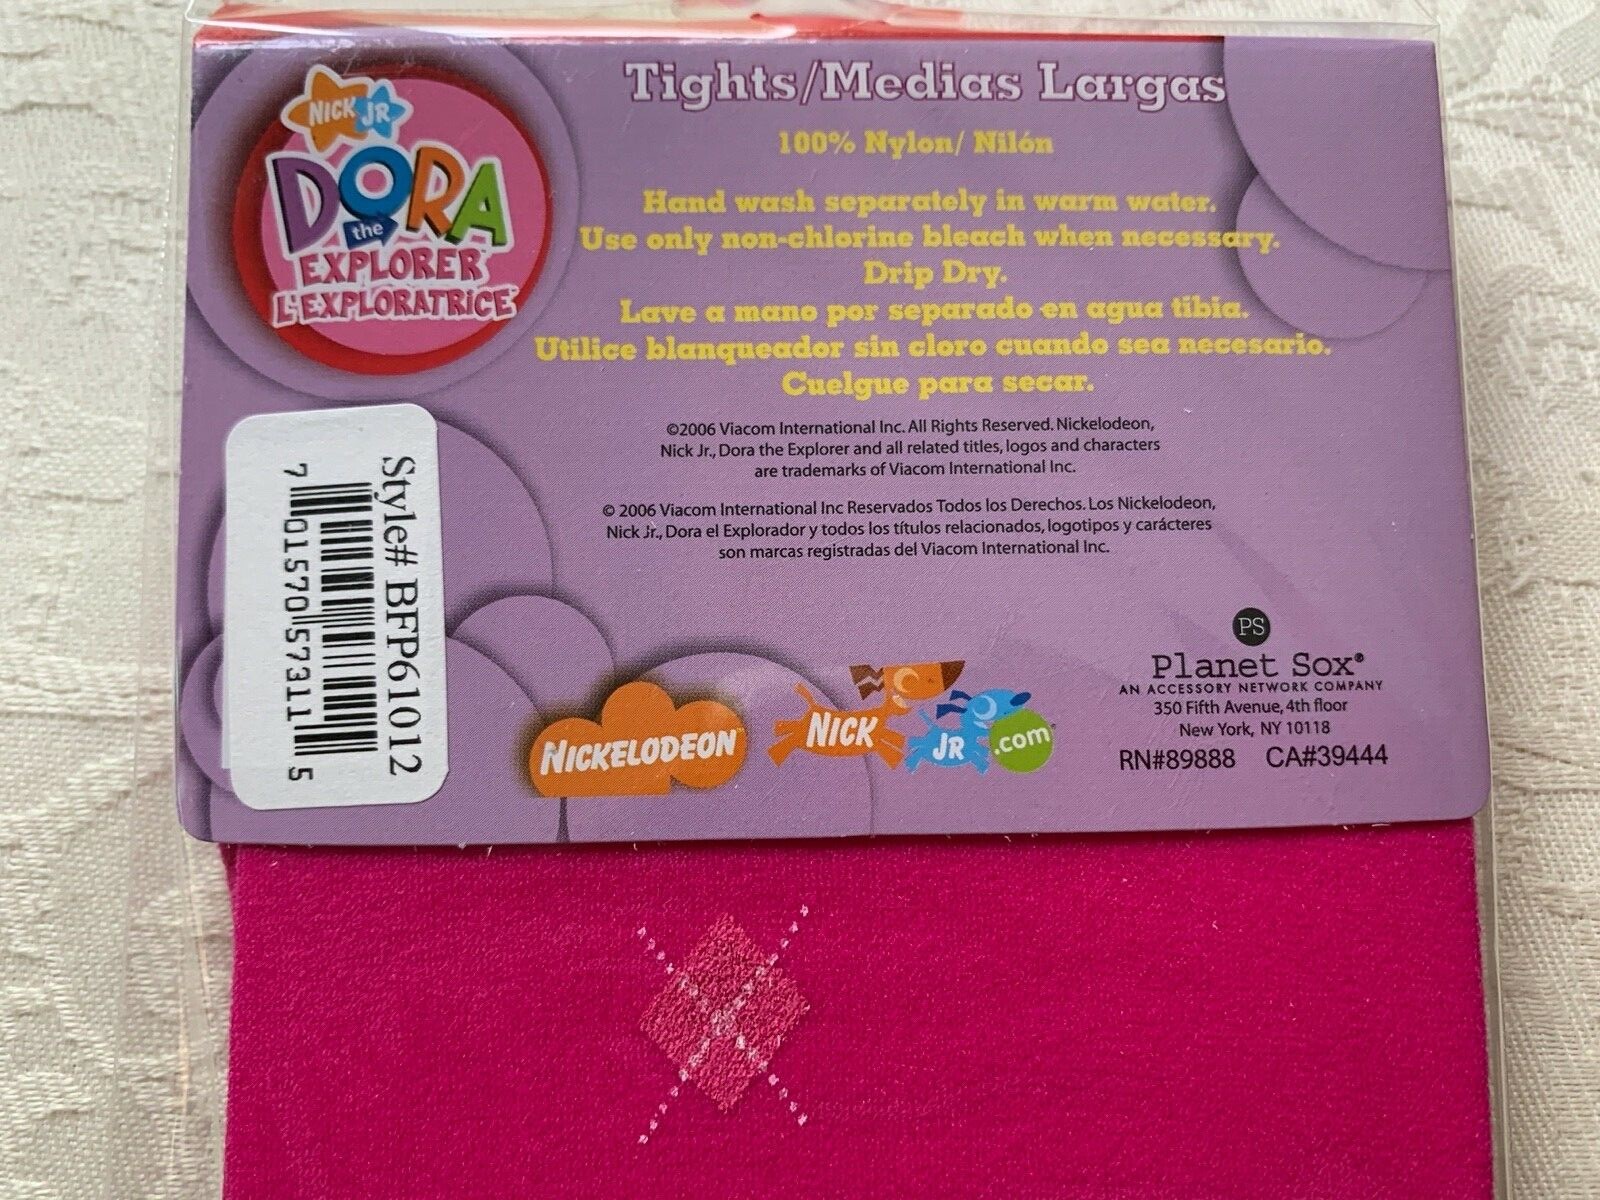 NICK JR
DORA
the
EXPLORER™
L'EXPLORATRICE™
Tights/Medias Largas
100% Nylon/ Nilón
Hand wash separately in warm water.
Use only non-chlorine bleach when necessary.
Drip Dry.
Lave a mano por separado en agua tibia.
Utilice blanqueador sin cloro cuando sea necesario.
Cuelgue para secar.
©2006 Viacom International Inc. All Rights Reserved. Nickelodeon,
Nick Jr., Dora the Explorer and all related titles, logos and characters
are trademarks of Viacom International Inc.
© 2006 Viacom International Inc Reservados Todos los Derechos. Los Nickelodeon,
Nick Jr., Dora el Explorador y todos los títulos relacionados, logotipos y carácteres
son marcas registradas del Viacom International Inc.
Style# BFP61012
7 01570 57311 5
NICKELODEON
NICK JR .com
PS
Planet Sox®
AN ACCESSORY NETWORK COMPANY
350 Fifth Avenue, 4th floor
New York, NY 10118
RN#89888 CA#39444